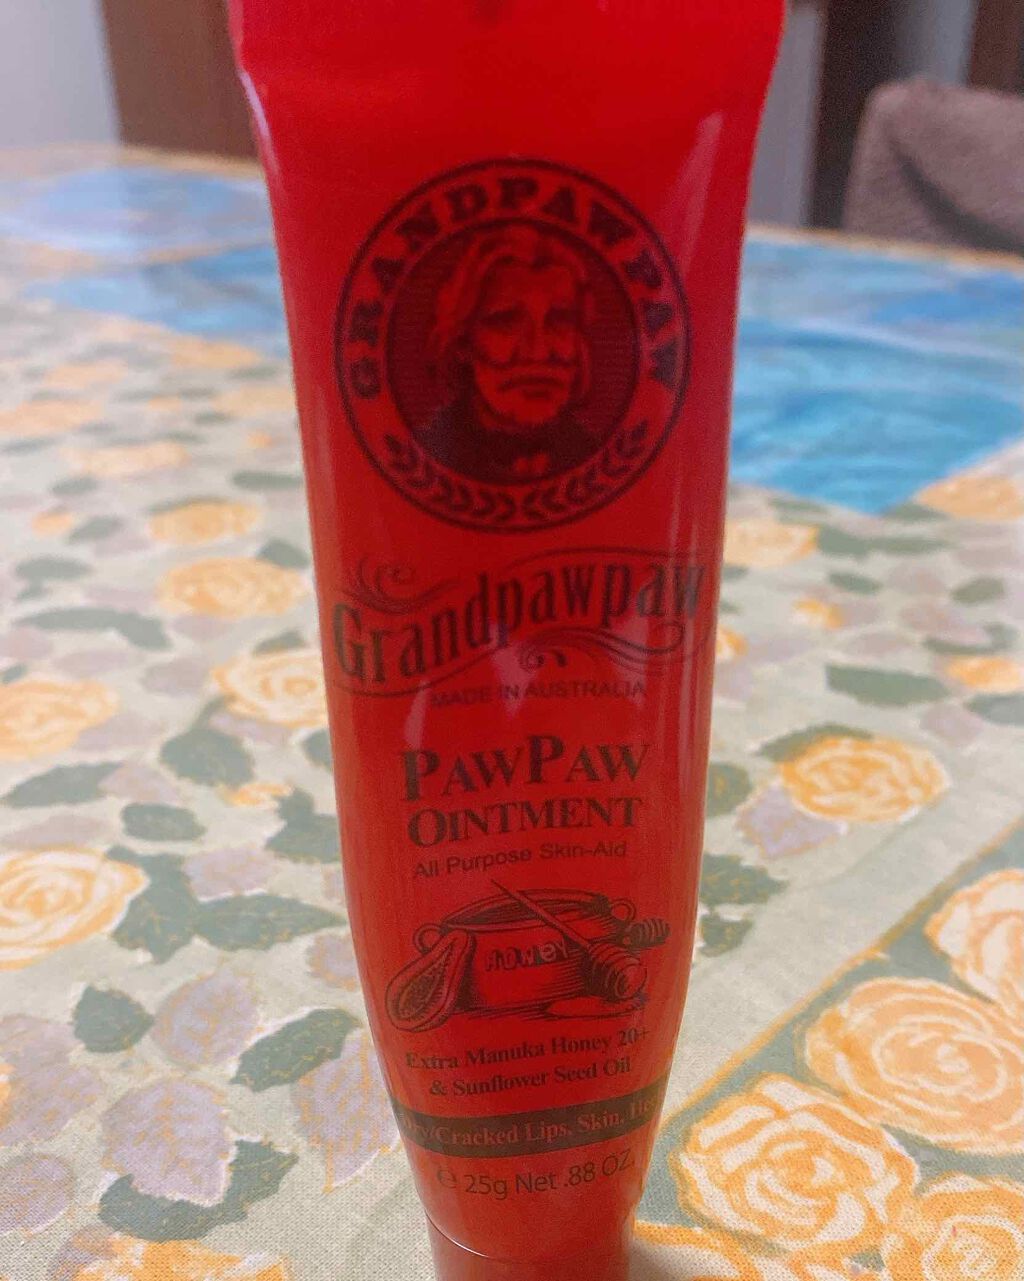 GRANDPAWPAW
Grandpawpaw
MADE IN AUSTRALIA
PAWPAW
OINTMENT
All Purpose Skin-Aid
HONEY
Extra Manuka Honey 20+
& Sunflower Seed Oil
Dry/Cracked Lips, Skin,
℮ 25g Net .88 OZ.